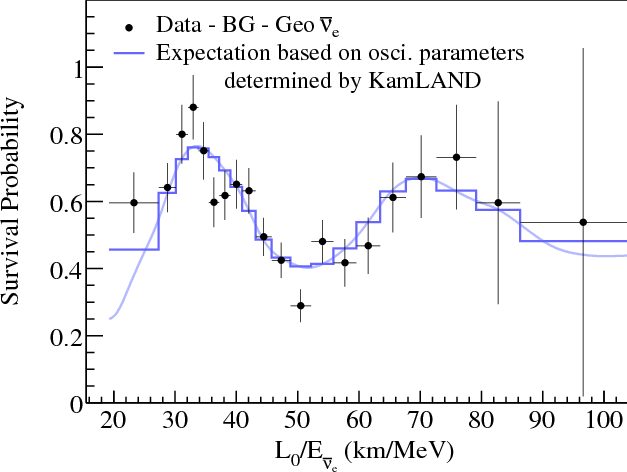 Data - BG - Geo ν̅e
Expectation based on osci. parameters
determined by KamLAND
Survival Probability
1
0.8
0.6
0.4
0.2
0
20 30 40 50 60 70 80 90 100
L0/Eν̅e (km/MeV)